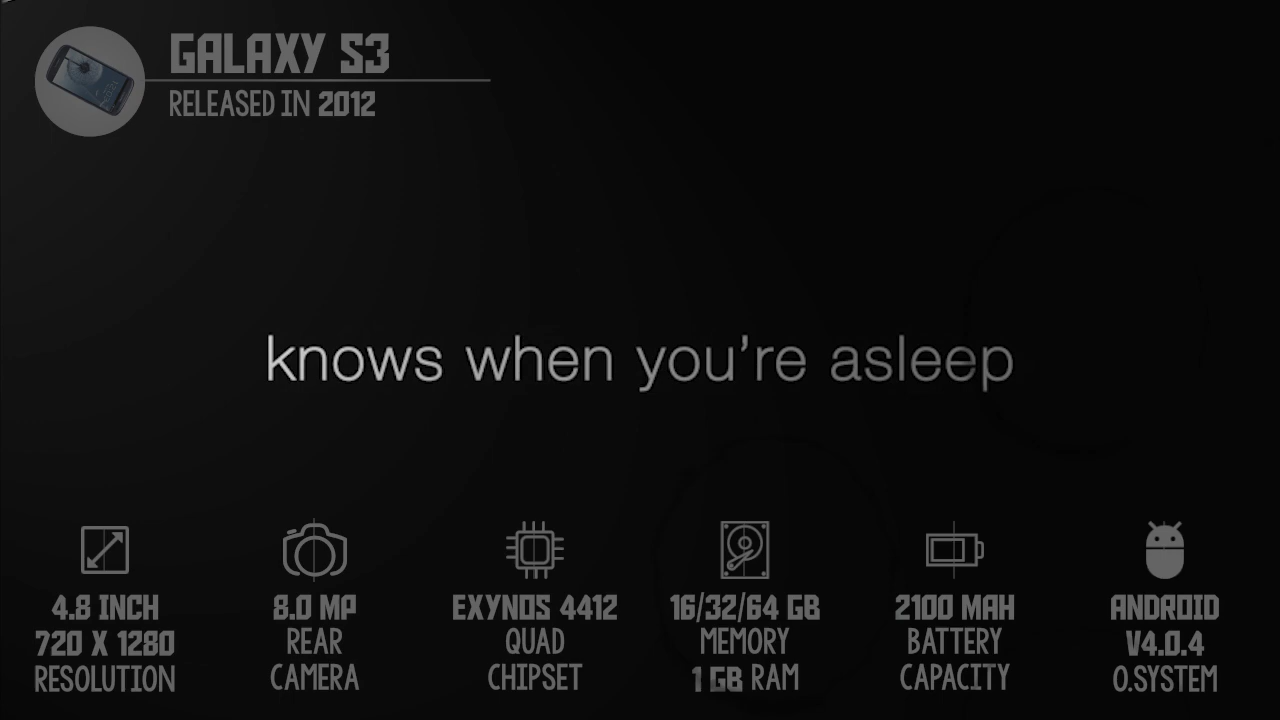 GALAXY S3
RELEASED IN 2012
knows when you're asleep
4.8 INCH
720 X 1280
RESOLUTION
8.0 MP
REAR
CAMERA
EXYNOS 4412
QUAD
CHIPSET
16/32/64 GB
MEMORY
1 GB RAM
2100 MAH
BATTERY
CAPACITY
ANDROID
V4.0.4
O.SYSTEM